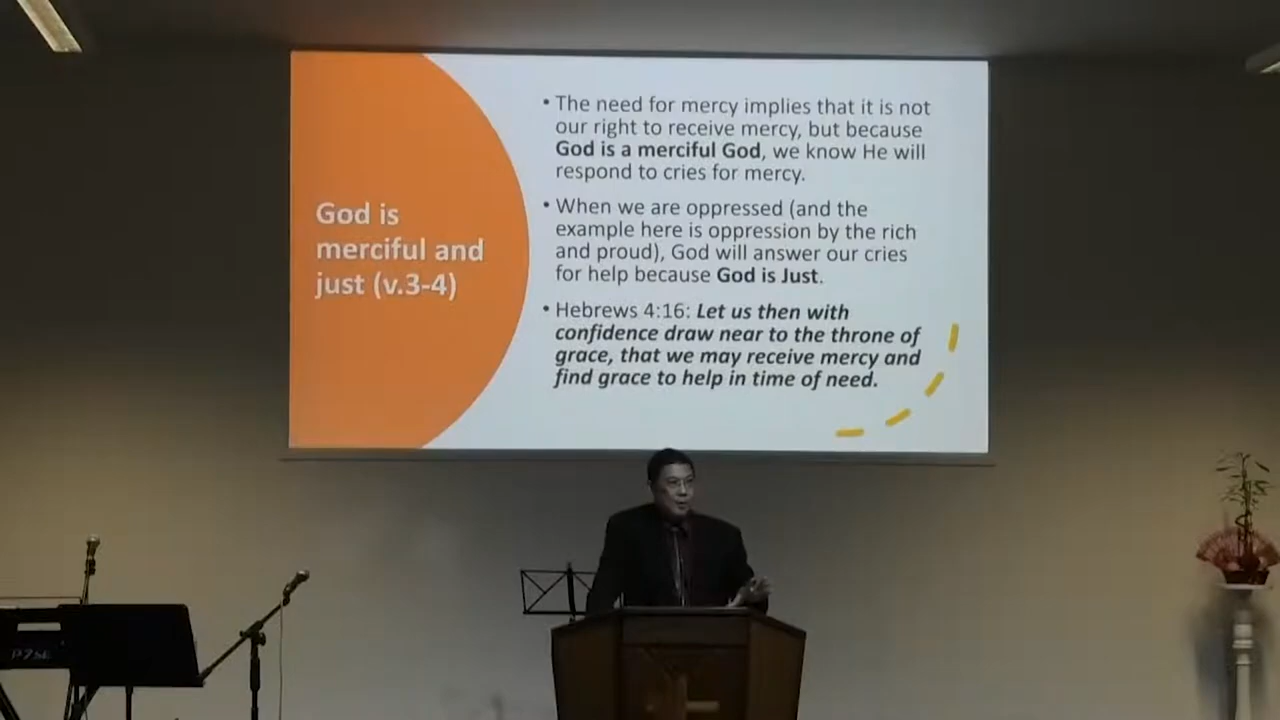 God is
merciful and
just (v.3-4)
• The need for mercy implies that it is not
our right to receive mercy, but because
God is a merciful God, we know He will
respond to cries for mercy.
• When we are oppressed (and the
example here is oppression by the rich
and proud), God will answer our cries
for help because God is Just.
• Hebrews 4:16: Let us then with
confidence draw near to the throne of
grace, that we may receive mercy and
find grace to help in time of need.